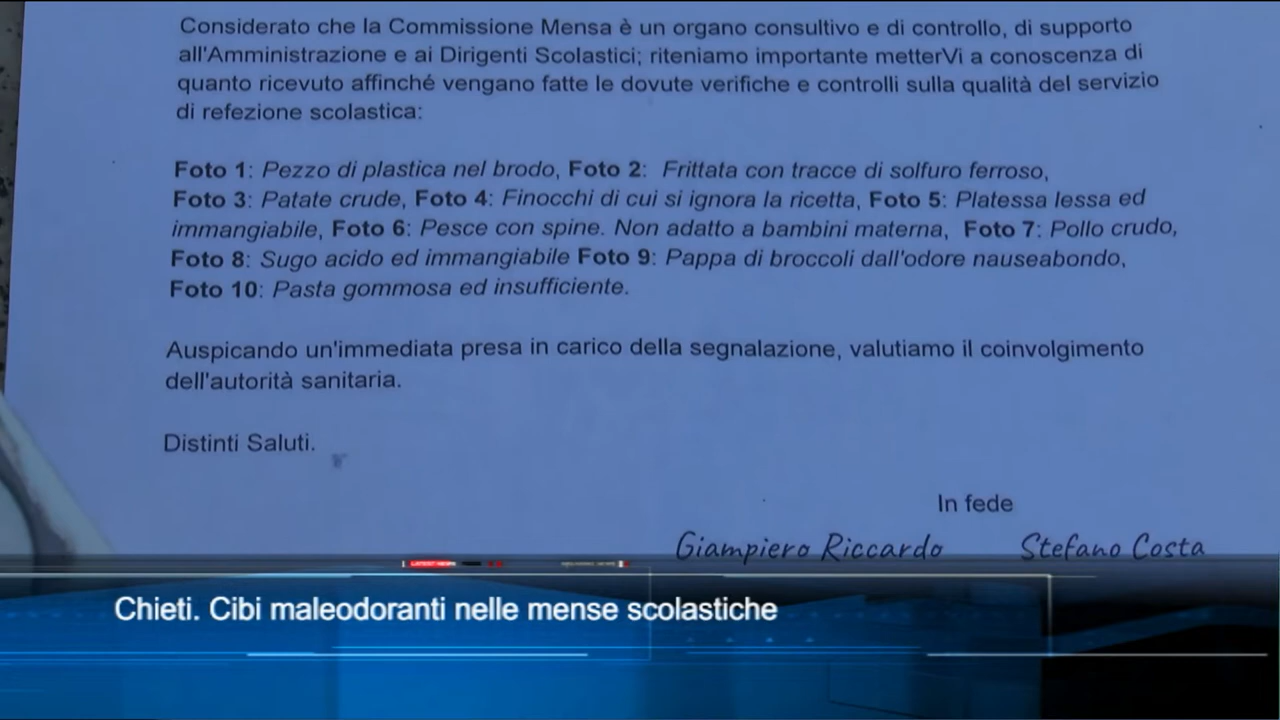 Considerato che la Commissione Mensa è un organo consultivo e di controllo, di supporto
all'Amministrazione e ai Dirigenti Scolastici; riteniamo importante metterVi a conoscenza di
quanto ricevuto affinché vengano fatte le dovute verifiche e controlli sulla qualità del servizio
di refezione scolastica:
Foto 1: Pezzo di plastica nel brodo, Foto 2: Frittata con tracce di solfuro ferroso,
Foto 3: Patate crude, Foto 4: Finocchi di cui si ignora la ricetta, Foto 5: Platessa lessa ed
immangiabile, Foto 6: Pesce con spine. Non adatto a bambini materna, Foto 7: Pollo crudo,
Foto 8: Sugo acido ed immangiabile Foto 9: Pappa di broccoli dall'odore nauseabondo,
Foto 10: Pasta gommosa ed insufficiente.
Auspicando un'immediata presa in carico della segnalazione, valutiamo il coinvolgimento
dell'autorità sanitaria.
Distinti Saluti.
In fede
Giampiero Riccardo Stefano Costa
LATEST NEWS
Chieti. Cibi maleodoranti nelle mense scolastiche